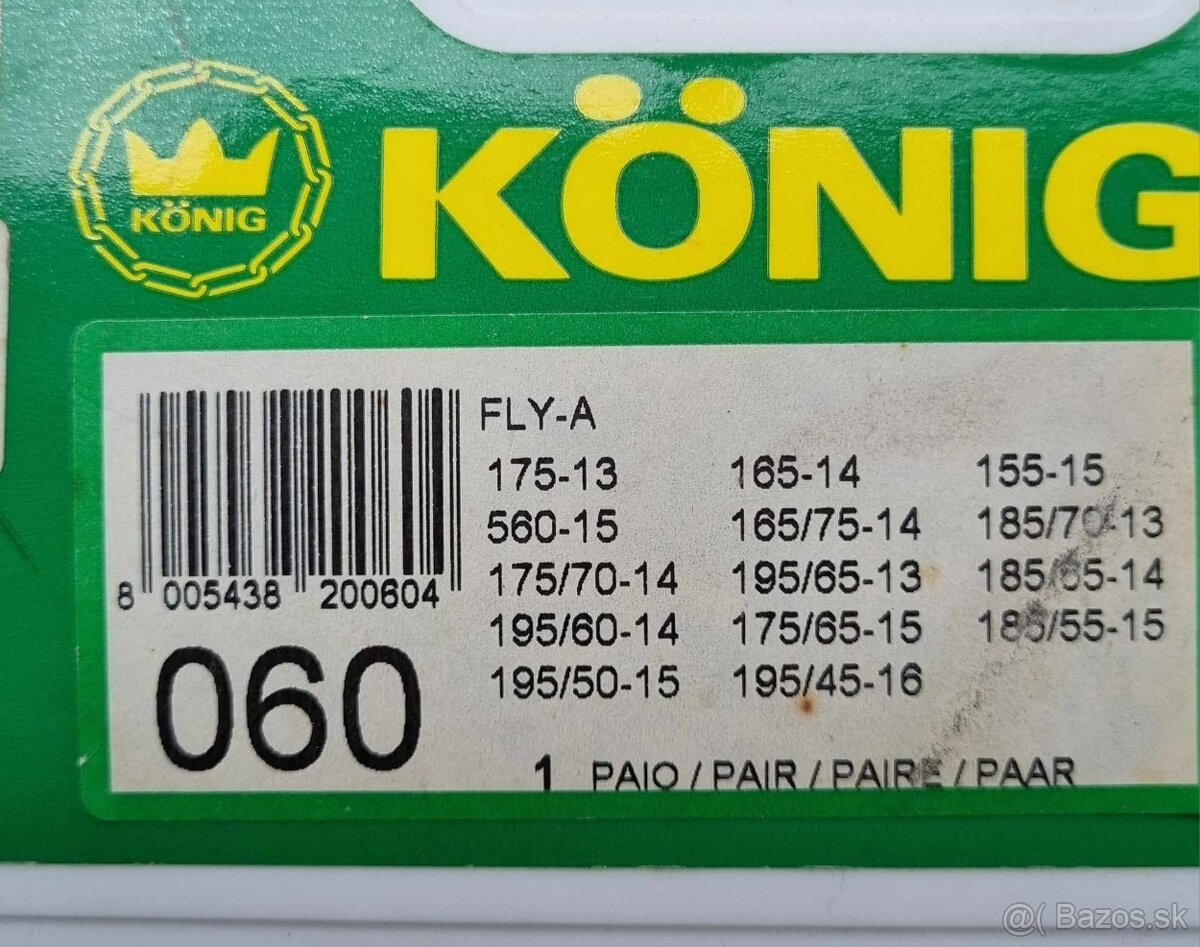 KÖNIG
KÖNIG
FLY-A
175-13 165-14 155-15
560-15 165/75-14 185/70-13
175/70-14 195/65-13 185/65-14
195/60-14 175/65-15 185/55-15
195/50-15 195/45-16
8 005438 200604
060
1 PAIO / PAIR / PAIRE / PAAR
@( Bazos.sk